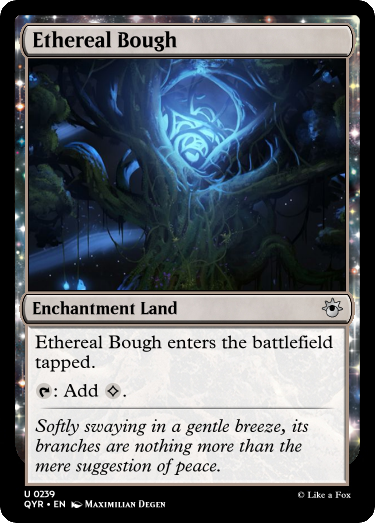 Ethereal Bough
Enchantment Land
Ethereal Bough enters the battlefield
tapped.
: Add .
Softly swaying in a gentle breeze, its
branches are nothing more than the
mere suggestion of peace.
U 0239
QYR • EN Maximilian Degen
© Like a Fox